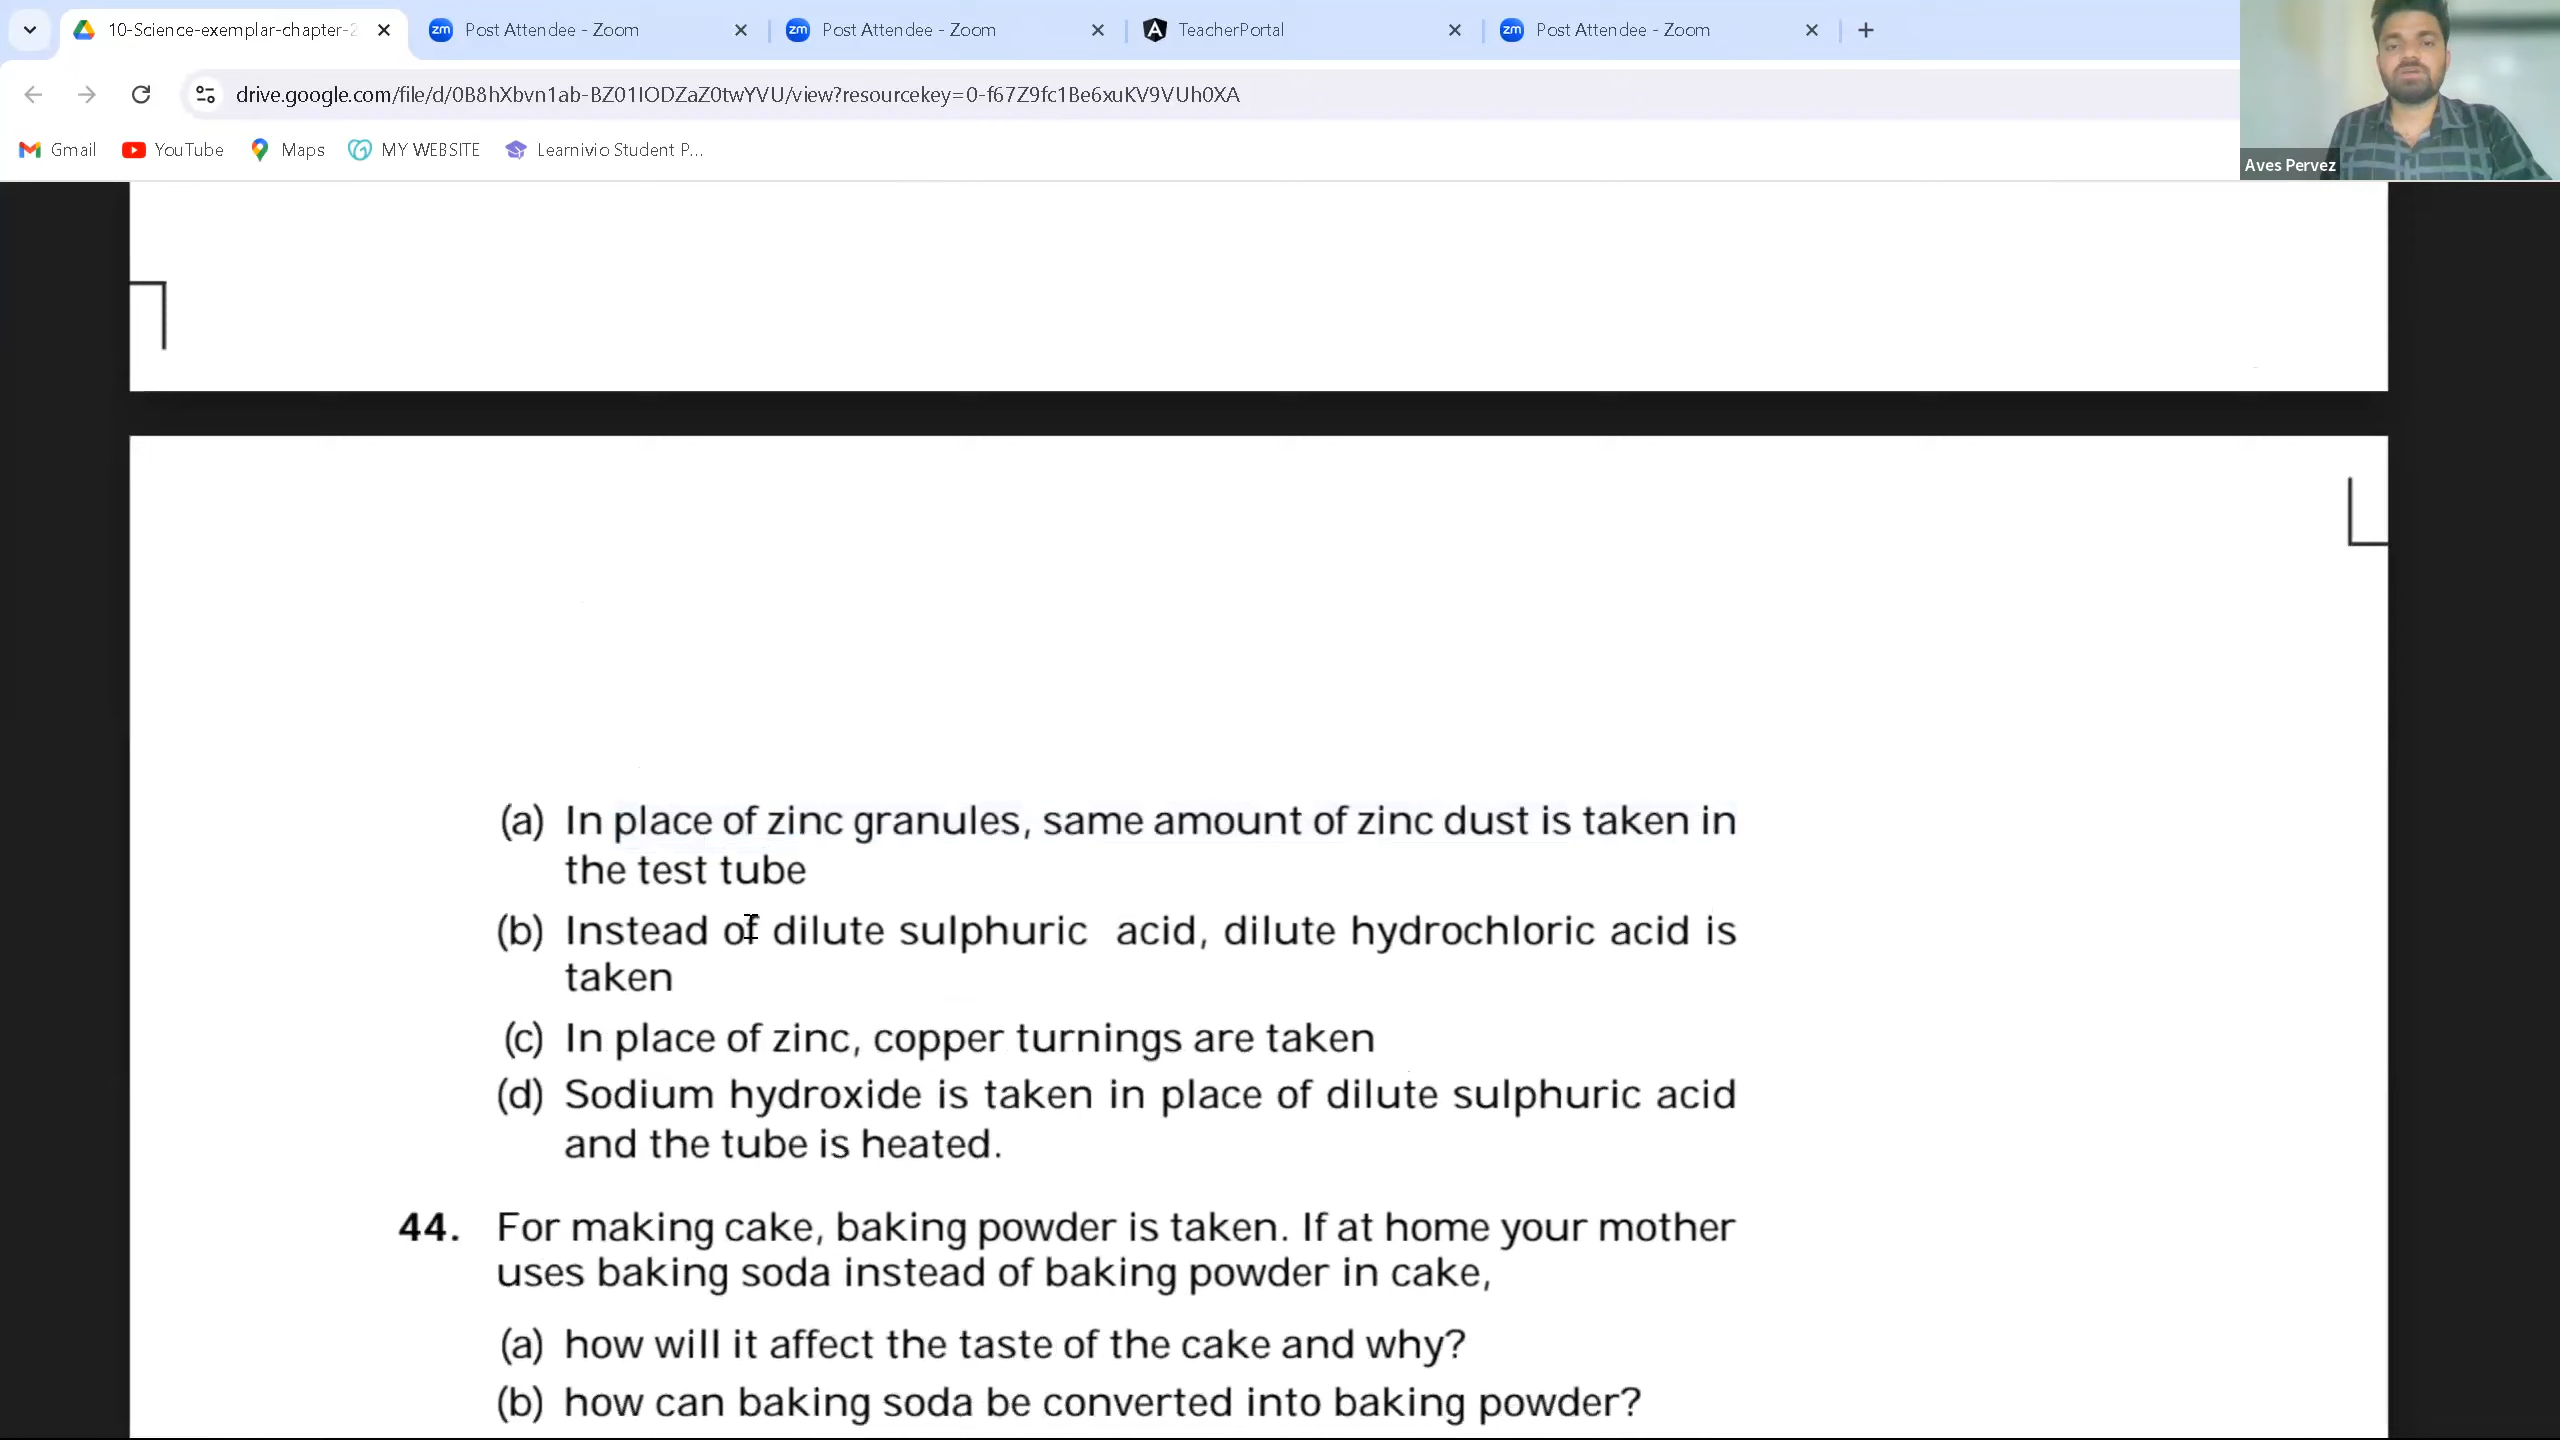 10-Science-exemplar-chapter-2
Post Attendee - Zoom
Post Attendee - Zoom
TeacherPortal
Post Attendee - Zoom
drive.google.com/file/d/0B8hXbvn1ab-BZ01IODZaZ0twYVU/view?resourcekey=0-f67Z9fc1Be6xuKV9VUh0XA
Gmail
YouTube
Maps
MY WEBSITE
Learnivio Student P...
Aves Pervez
(a) In place of zinc granules, same amount of zinc dust is taken in
the test tube
(b) Instead of dilute sulphuric acid, dilute hydrochloric acid is
taken
(c) In place of zinc, copper turnings are taken
(d) Sodium hydroxide is taken in place of dilute sulphuric acid
and the tube is heated.
44. For making cake, baking powder is taken. If at home your mother
uses baking soda instead of baking powder in cake,
(a) how will it affect the taste of the cake and why?
(b) how can baking soda be converted into baking powder?